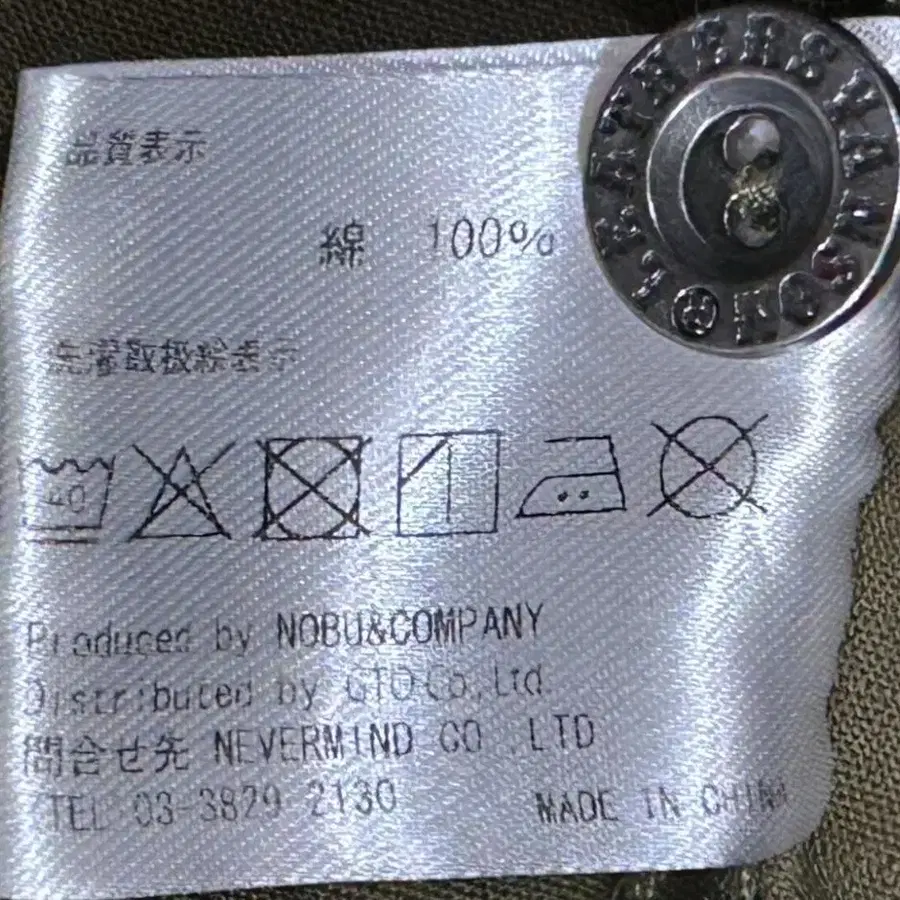 品質表示
綿 100%
洗濯取扱絵表示
Produced by NOBU&COMPANY
Distributed by GTO Co.,Ltd.
問合せ先 NEVERMIND CO .LTD
TEL 03-3829 2130
MADE IN CHINA